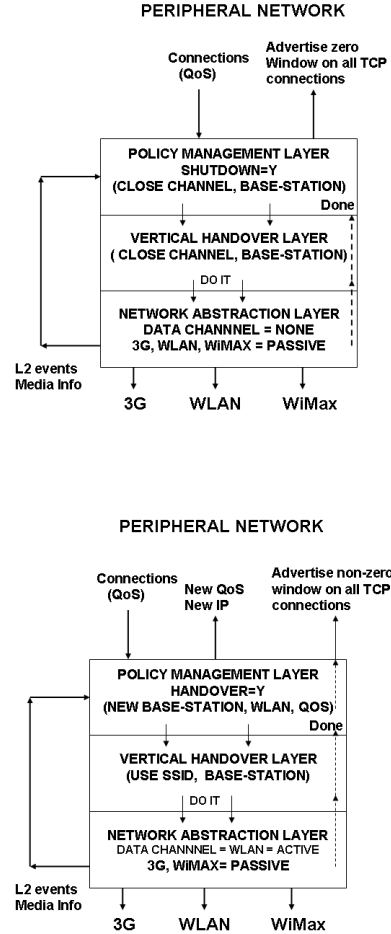 PERIPHERAL NETWORK
Connections
(QoS)
Advertise zero
Window on all TCP
connections
POLICY MANAGEMENT LAYER
SHUTDOWN=Y
(CLOSE CHANNEL, BASE-STATION)
Done
VERTICAL HANDOVER LAYER
( CLOSE CHANNEL, BASE-STATION)
DO IT
NETWORK ABSTRACTION LAYER
DATA CHANNNEL = NONE
3G, WLAN, WiMAX = PASSIVE
L2 events
Media Info
3G WLAN WiMax
PERIPHERAL NETWORK
Connections
(QoS)
New QoS
New IP
Advertise non-zero
window on all TCP
connections
POLICY MANAGEMENT LAYER
HANDOVER=Y
(NEW BASE-STATION, WLAN, QOS)
Done
VERTICAL HANDOVER LAYER
(USE SSID, BASE-STATION)
DO IT
NETWORK ABSTRACTION LAYER
DATA CHANNNEL = WLAN = ACTIVE
3G, WiMAX= PASSIVE
L2 events
Media Info
3G WLAN WiMax